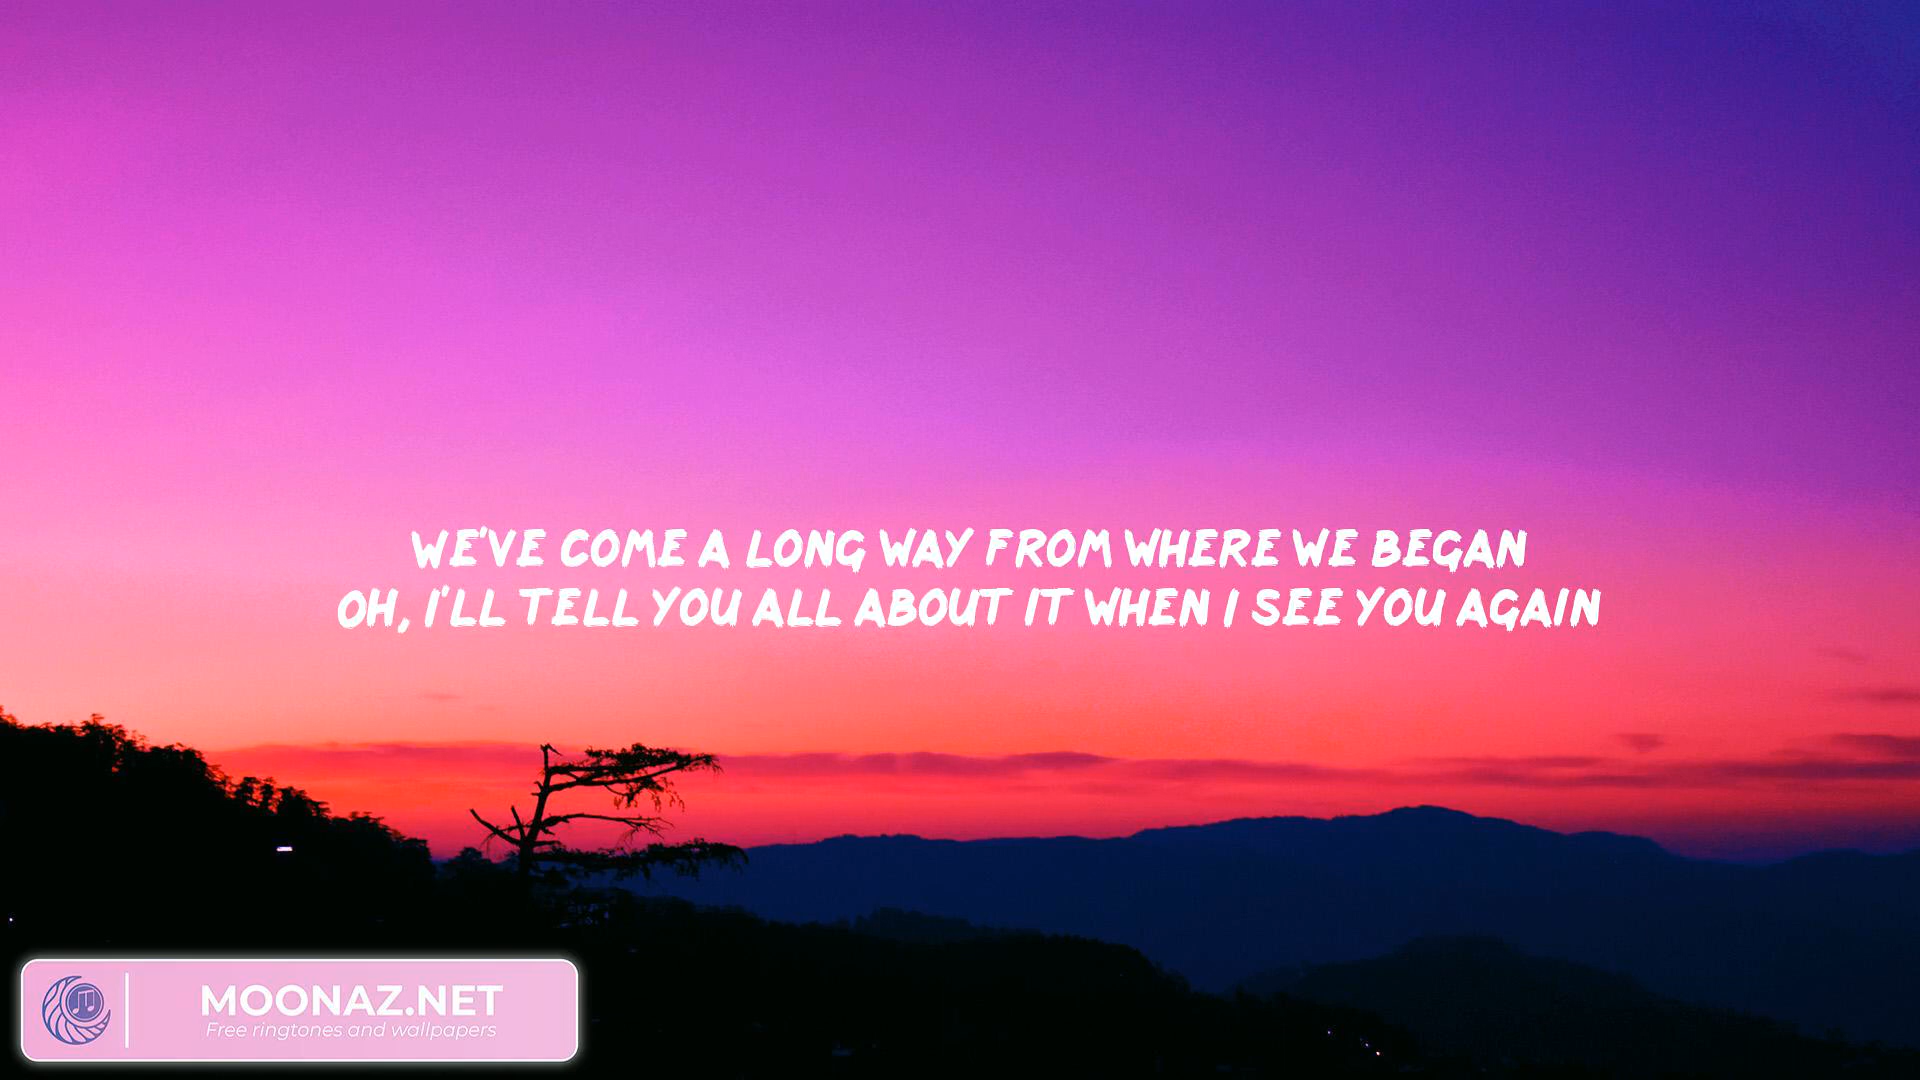 WE'VE COME A LONG WAY FROM WHERE WE BEGAN
OH, I'LL TELL YOU ALL ABOUT IT WHEN I SEE YOU AGAIN
MOONAZ.NET
Free ringtones and wallpapers